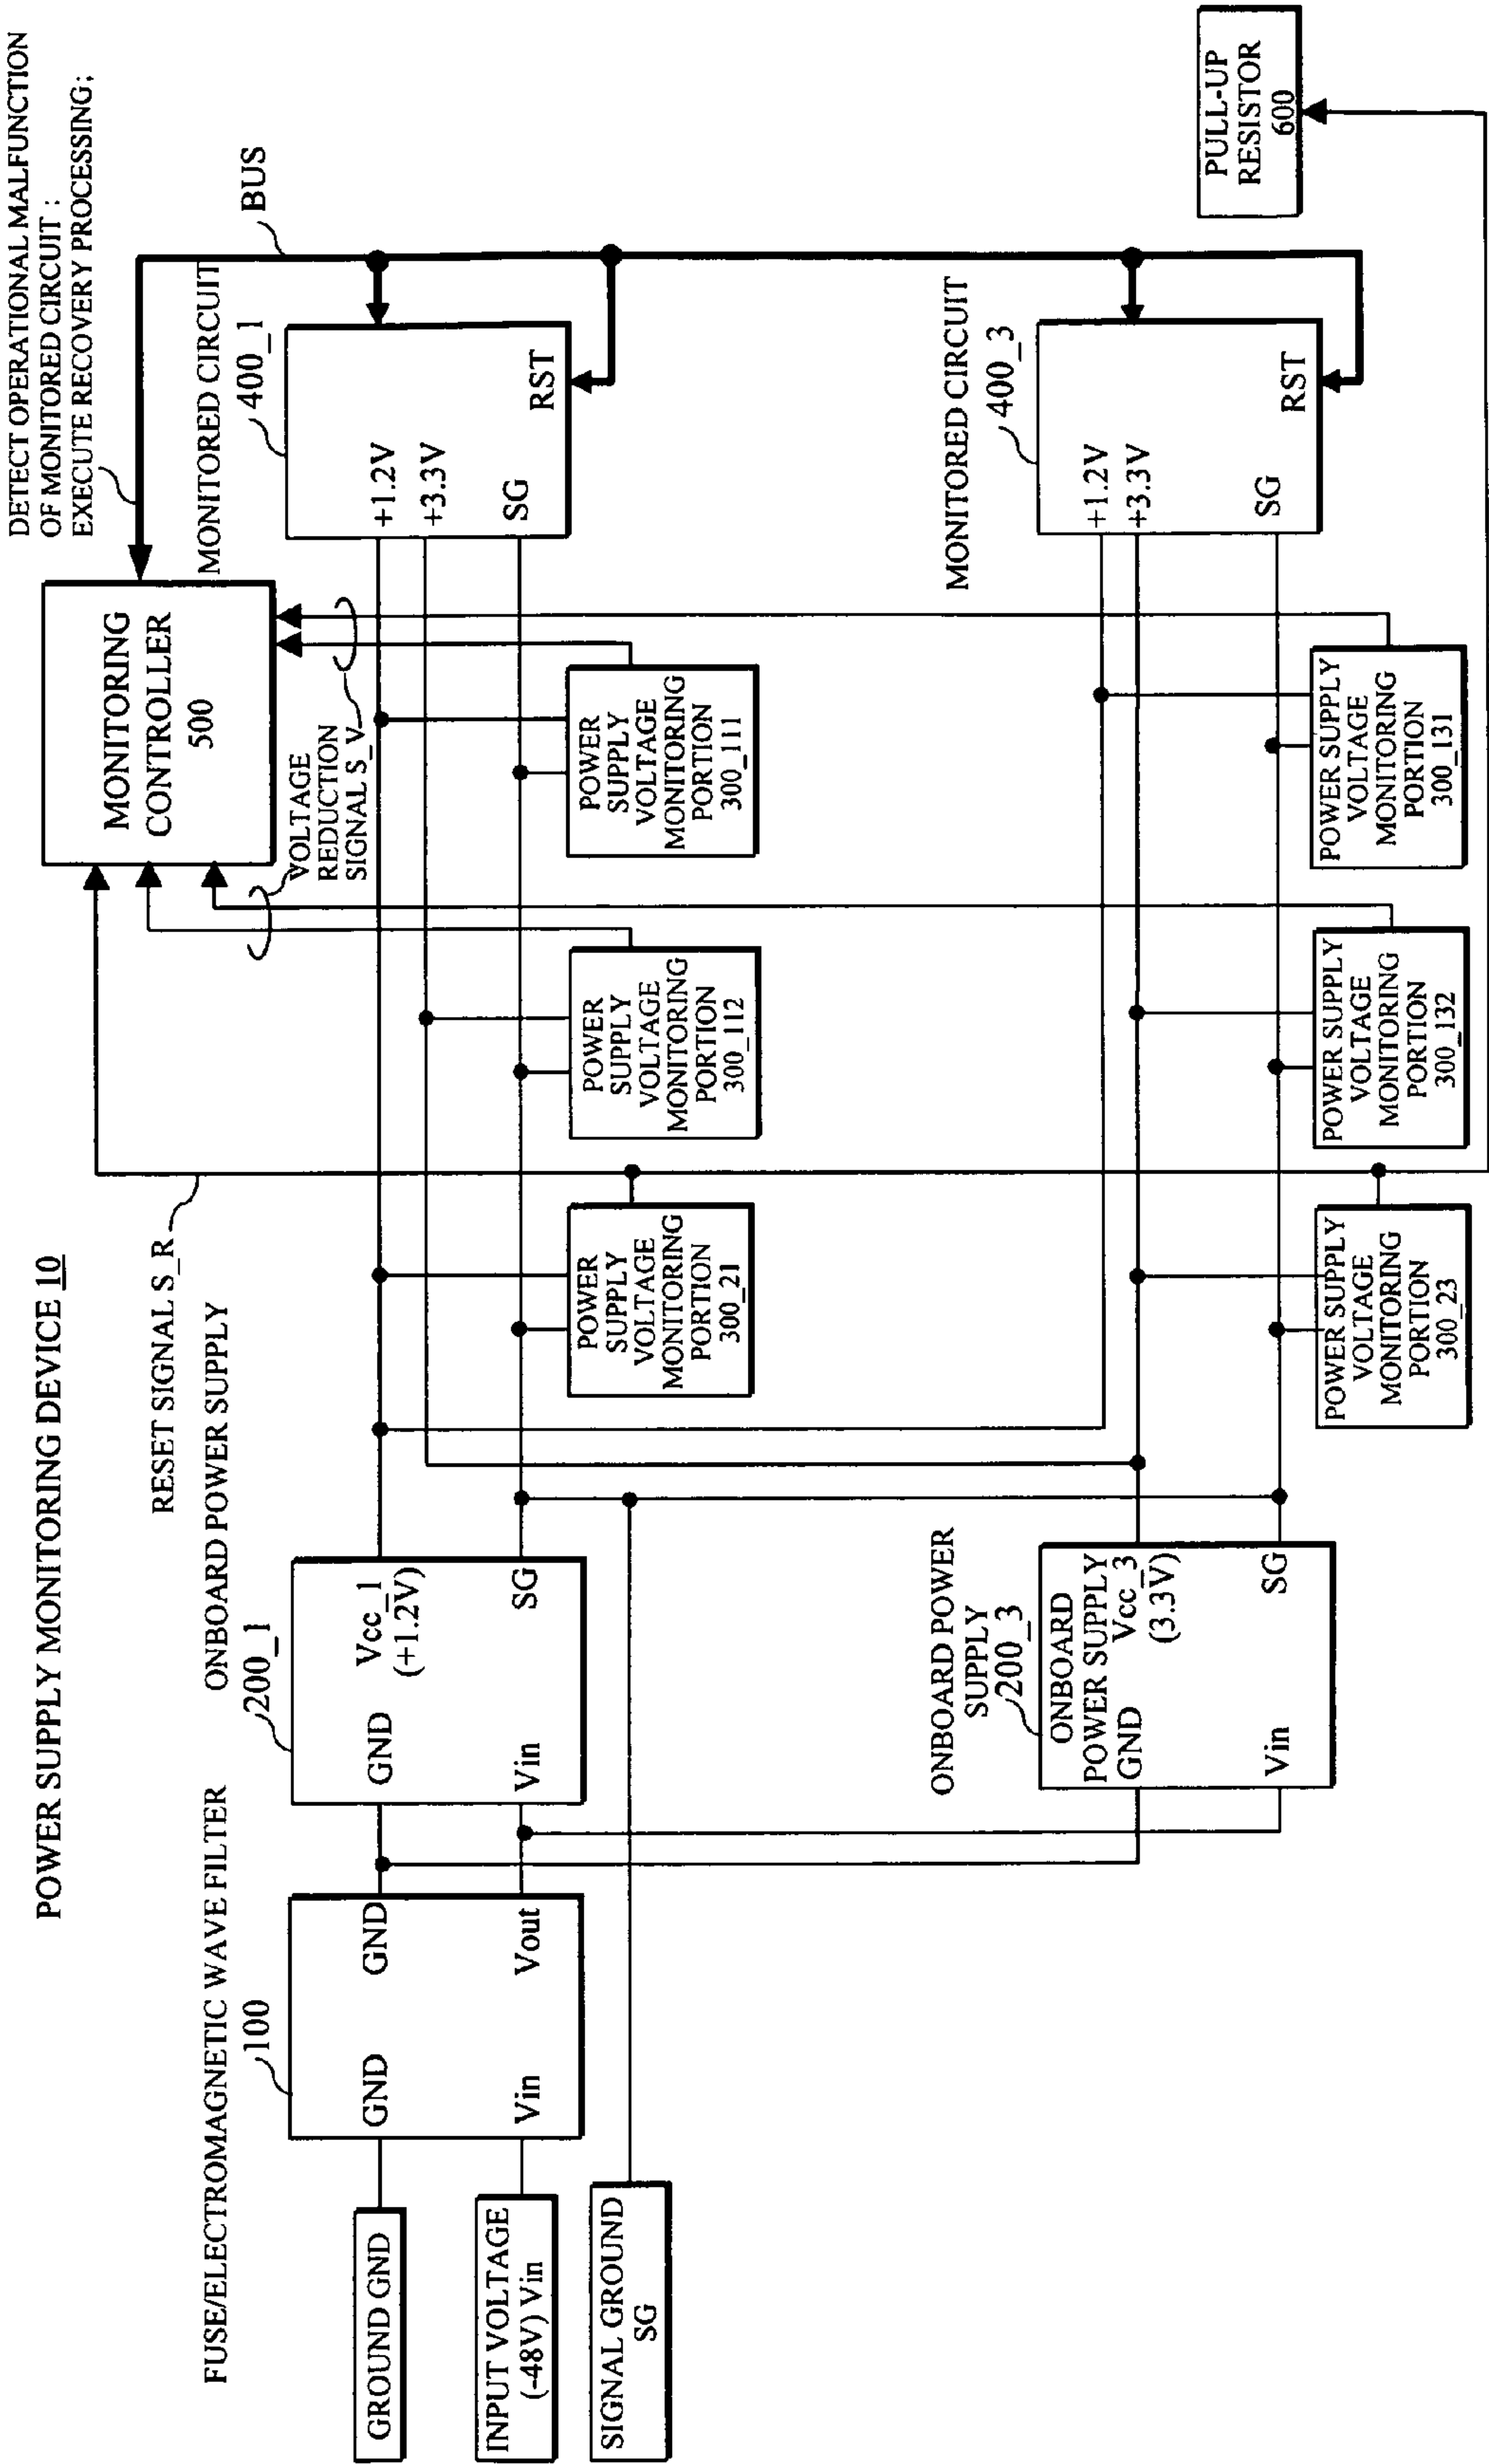 POWER SUPPLY MONITORING DEVICE 10
DETECT OPERATIONAL MALFUNCTION
OF MONITORED CIRCUIT ;
EXECUTE RECOVERY PROCESSING;
MONITORING
CONTROLLER
500
BUS
RESET SIGNAL S_R
VOLTAGE
REDUCTION
SIGNAL S_V
FUSE/ELECTROMAGNETIC WAVE FILTER
100
GND
GND
Vin
Vout
GROUND GND
INPUT VOLTAGE
(-48V) Vin
SIGNAL GROUND
SG
ONBOARD POWER SUPPLY
200_1
GND
Vcc_1
(+1.2V)
Vin
SG
MONITORED CIRCUIT
400_1
+1.2V
+3.3V
SG
RST
POWER
SUPPLY
VOLTAGE
MONITORING
PORTION
300_21
POWER
SUPPLY
VOLTAGE
MONITORING
PORTION
300_112
POWER
SUPPLY
VOLTAGE
MONITORING
PORTION
300_111
ONBOARD POWER
SUPPLY
200_3
ONBOARD
POWER SUPPLY
GND
Vcc_3
(3.3V)
Vin
SG
MONITORED CIRCUIT
400_3
+1.2V
+3.3V
SG
RST
POWER SUPPLY
VOLTAGE
MONITORING
PORTION
300_23
POWER SUPPLY
VOLTAGE
MONITORING
PORTION
300_132
POWER SUPPLY
VOLTAGE
MONITORING
PORTION
300_131
PULL-UP
RESISTOR
600